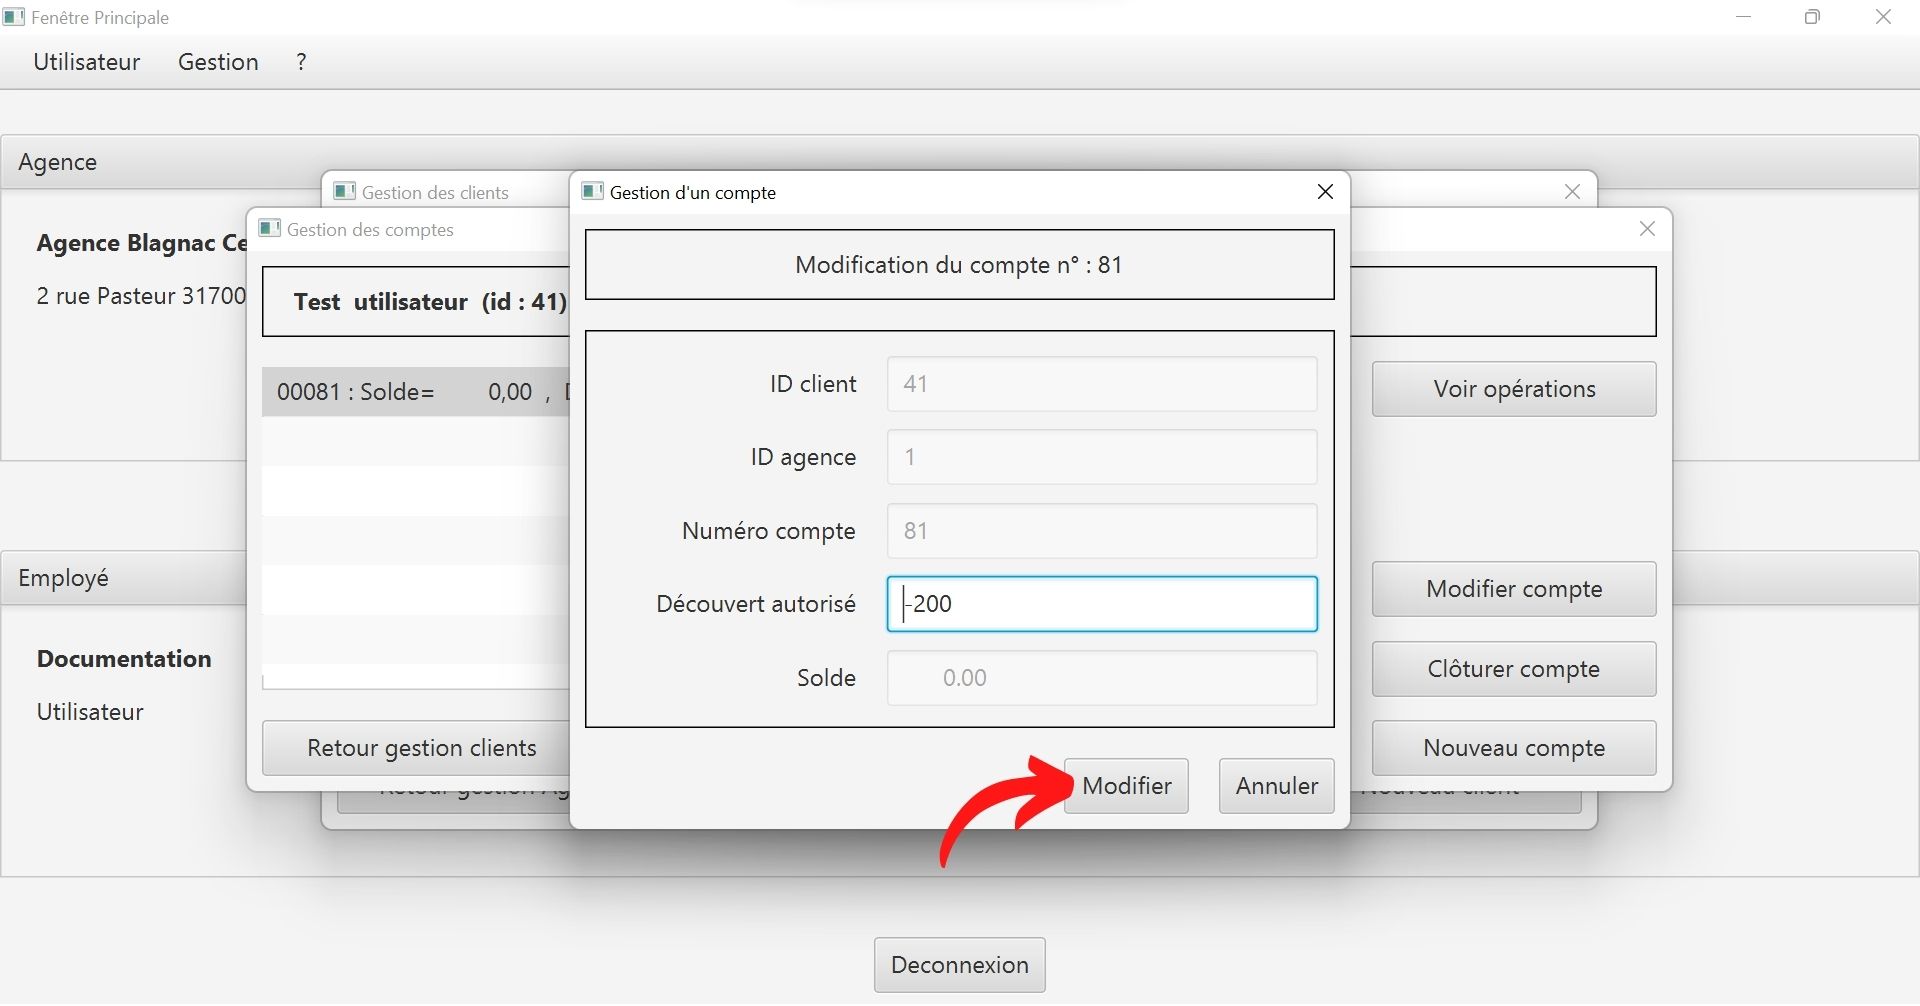 Fenêtre Principale
Utilisateur Gestion ?
Agence
Agence Blagnac
2 rue Pasteur 31700
Employé
Documentation
Utilisateur
Gestion des clients
Gestion des comptes
Test utilisateur (id : 41)
00081 : Solde= 0,00 ,
Voir opérations
Modifier compte
Clôturer compte
Nouveau compte
Retour gestion clients
Gestion d'un compte
Modification du compte n° : 81
ID client 41
ID agence 1
Numéro compte 81
Découvert autorisé -200
Solde 0.00
Modifier Annuler
Deconnexion